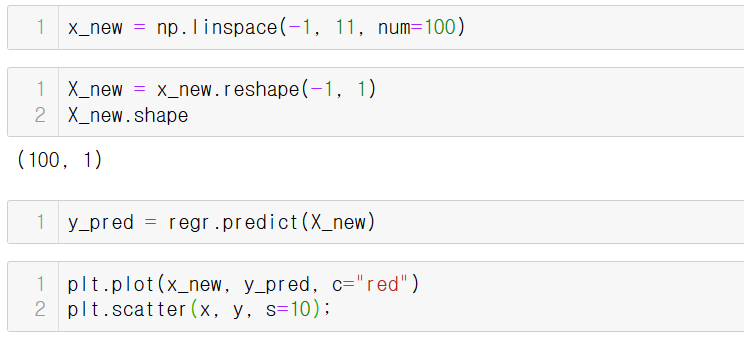 1 x_new = np.linspace(-1, 11, num=100)
1 X_new = x_new.reshape(-1, 1)
2 X_new.shape
(100, 1)
1 y_pred = regr.predict(X_new)
1 plt.plot(x_new, y_pred, c="red")
2 plt.scatter(x, y, s=10);